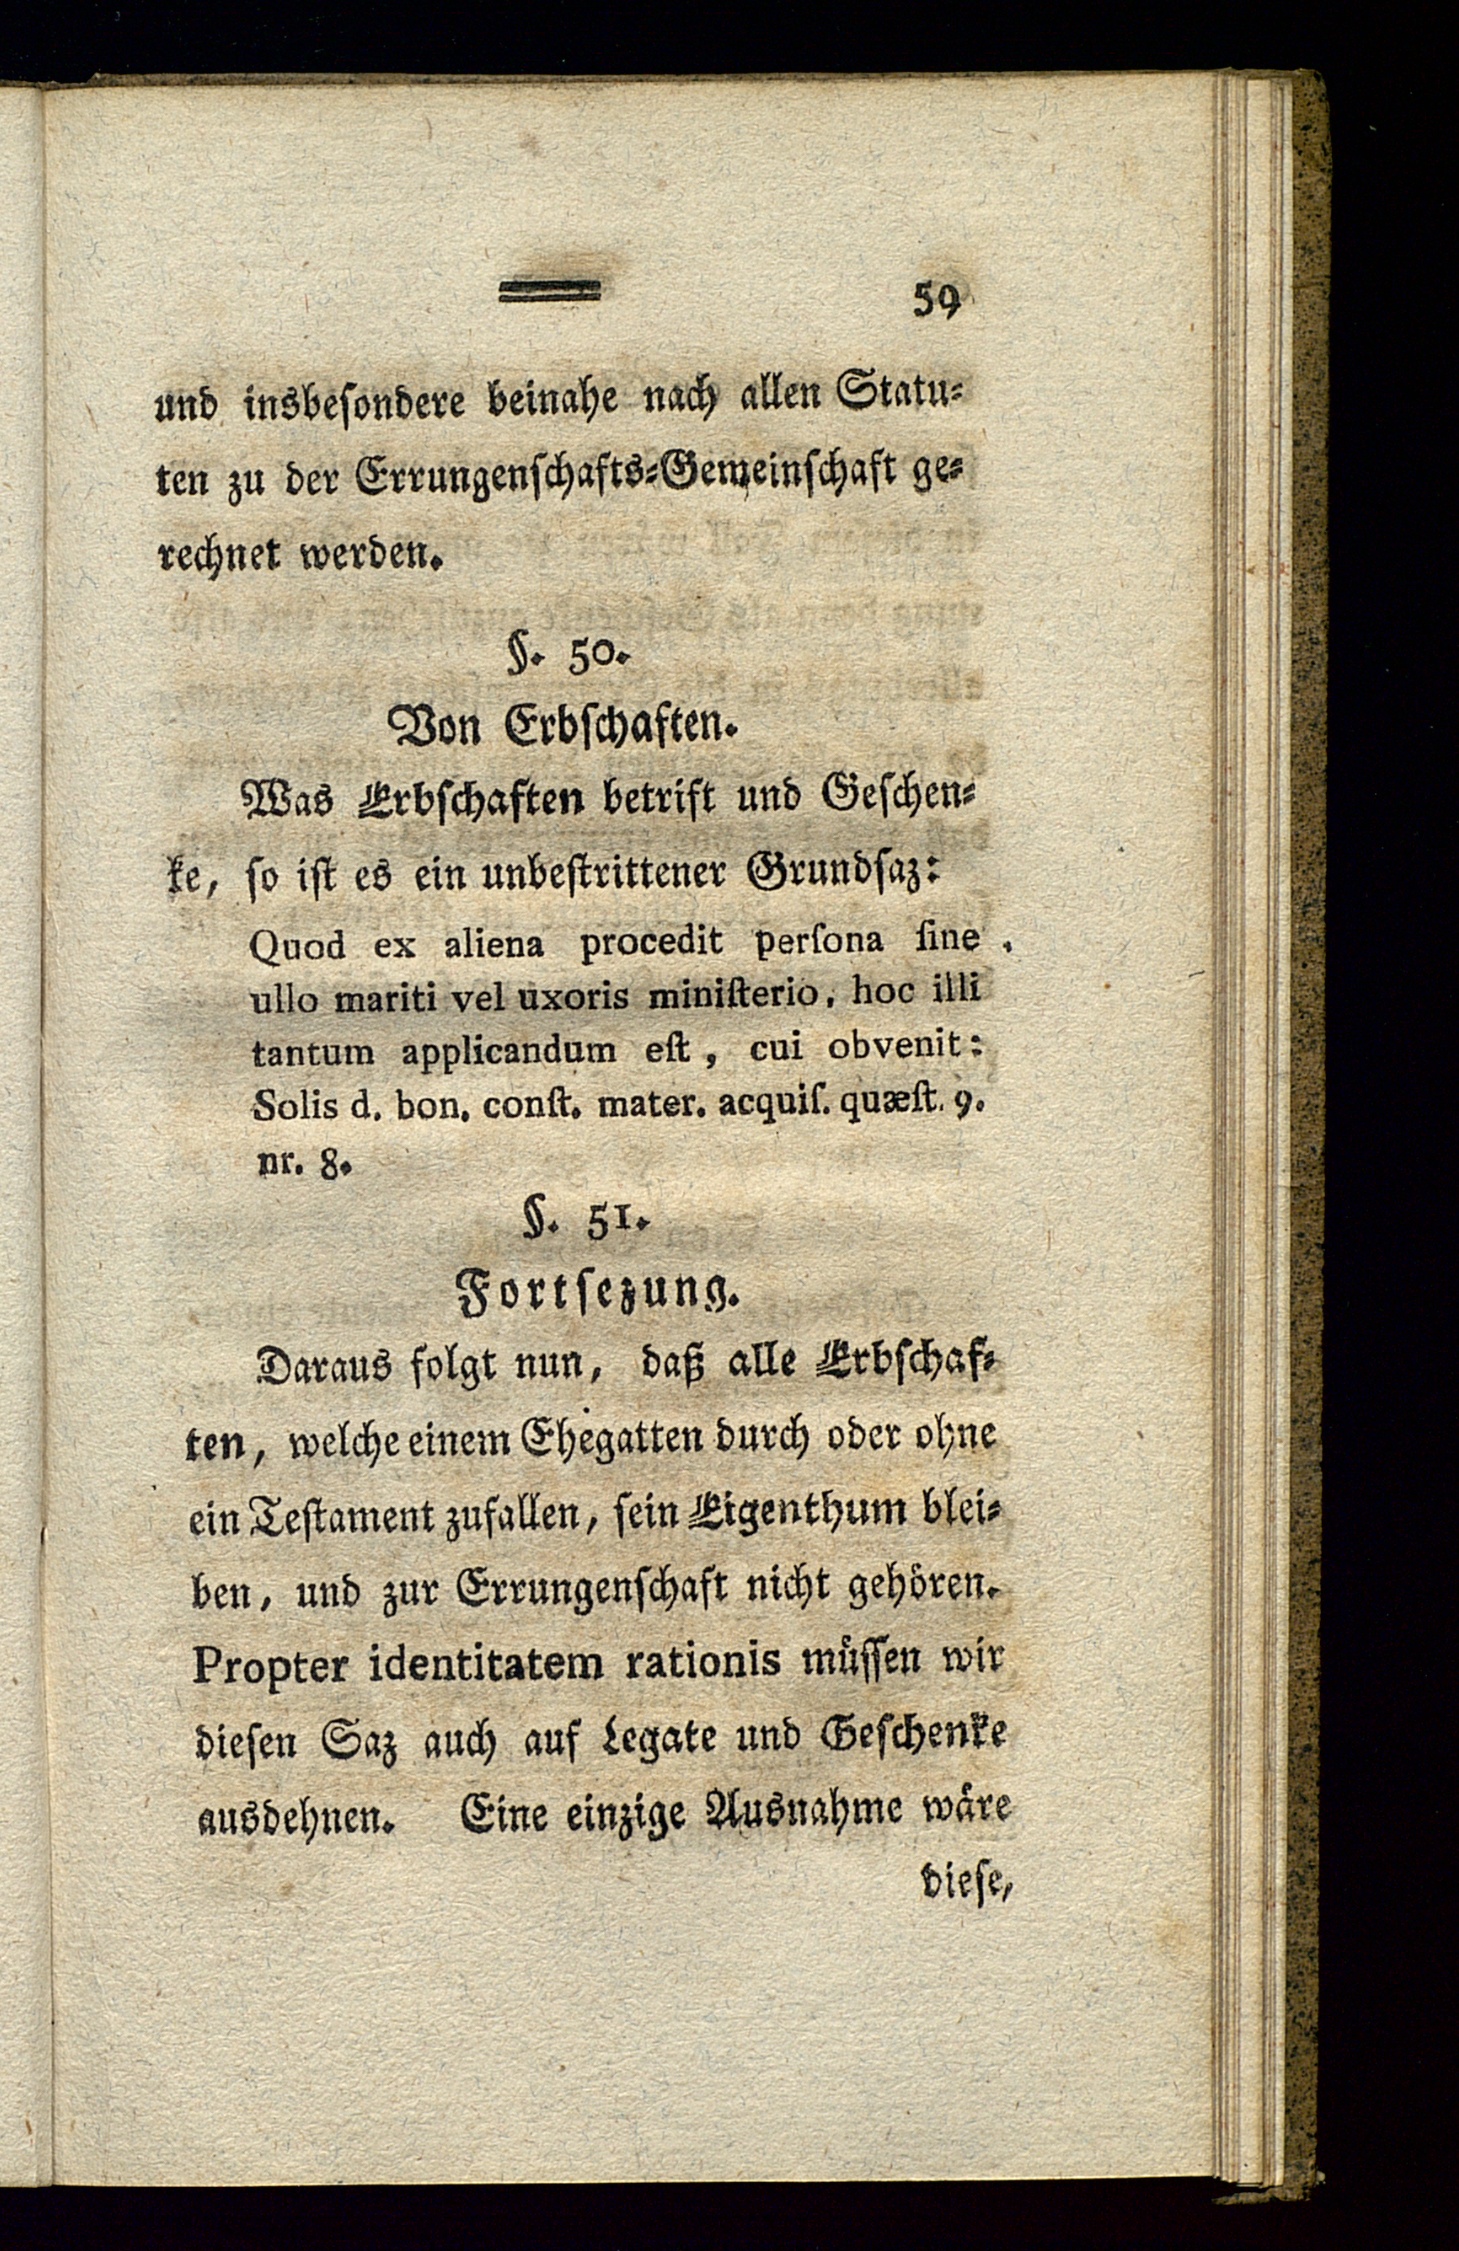 59
und insbesondere beinahe nach allen Statu-
ten zu der Errungenschafts-Gemeinschaft ge-
rechnet werden.
§. 50.
Von Erbschaften.
Was Erbschaften betrift und Geschen-
ke, so ist es ein unbestrittener Grundsaz:
Quod ex aliena procedit perſona ſine
ullo mariti vel uxoris miniſterio, hoc illi
tantum applicandum eſt, cui obvenit:
Solis d. bon. conſt. mater. acquiſ. quæſt. 9.
nr. 8.
§. 51.
Fortsezung.
Daraus folgt nun, daß alle Erbschaf-
ten, welche einem Ehegatten durch oder ohne
ein Testament zufallen, sein Eigenthum blei-
ben, und zur Errungenschaft nicht gehören.
Propter identitatem rationis müssen wir
diesen Saz auch auf Legate und Geschenke
ausdehnen. Eine einzige Ausnahme wäre
diese,